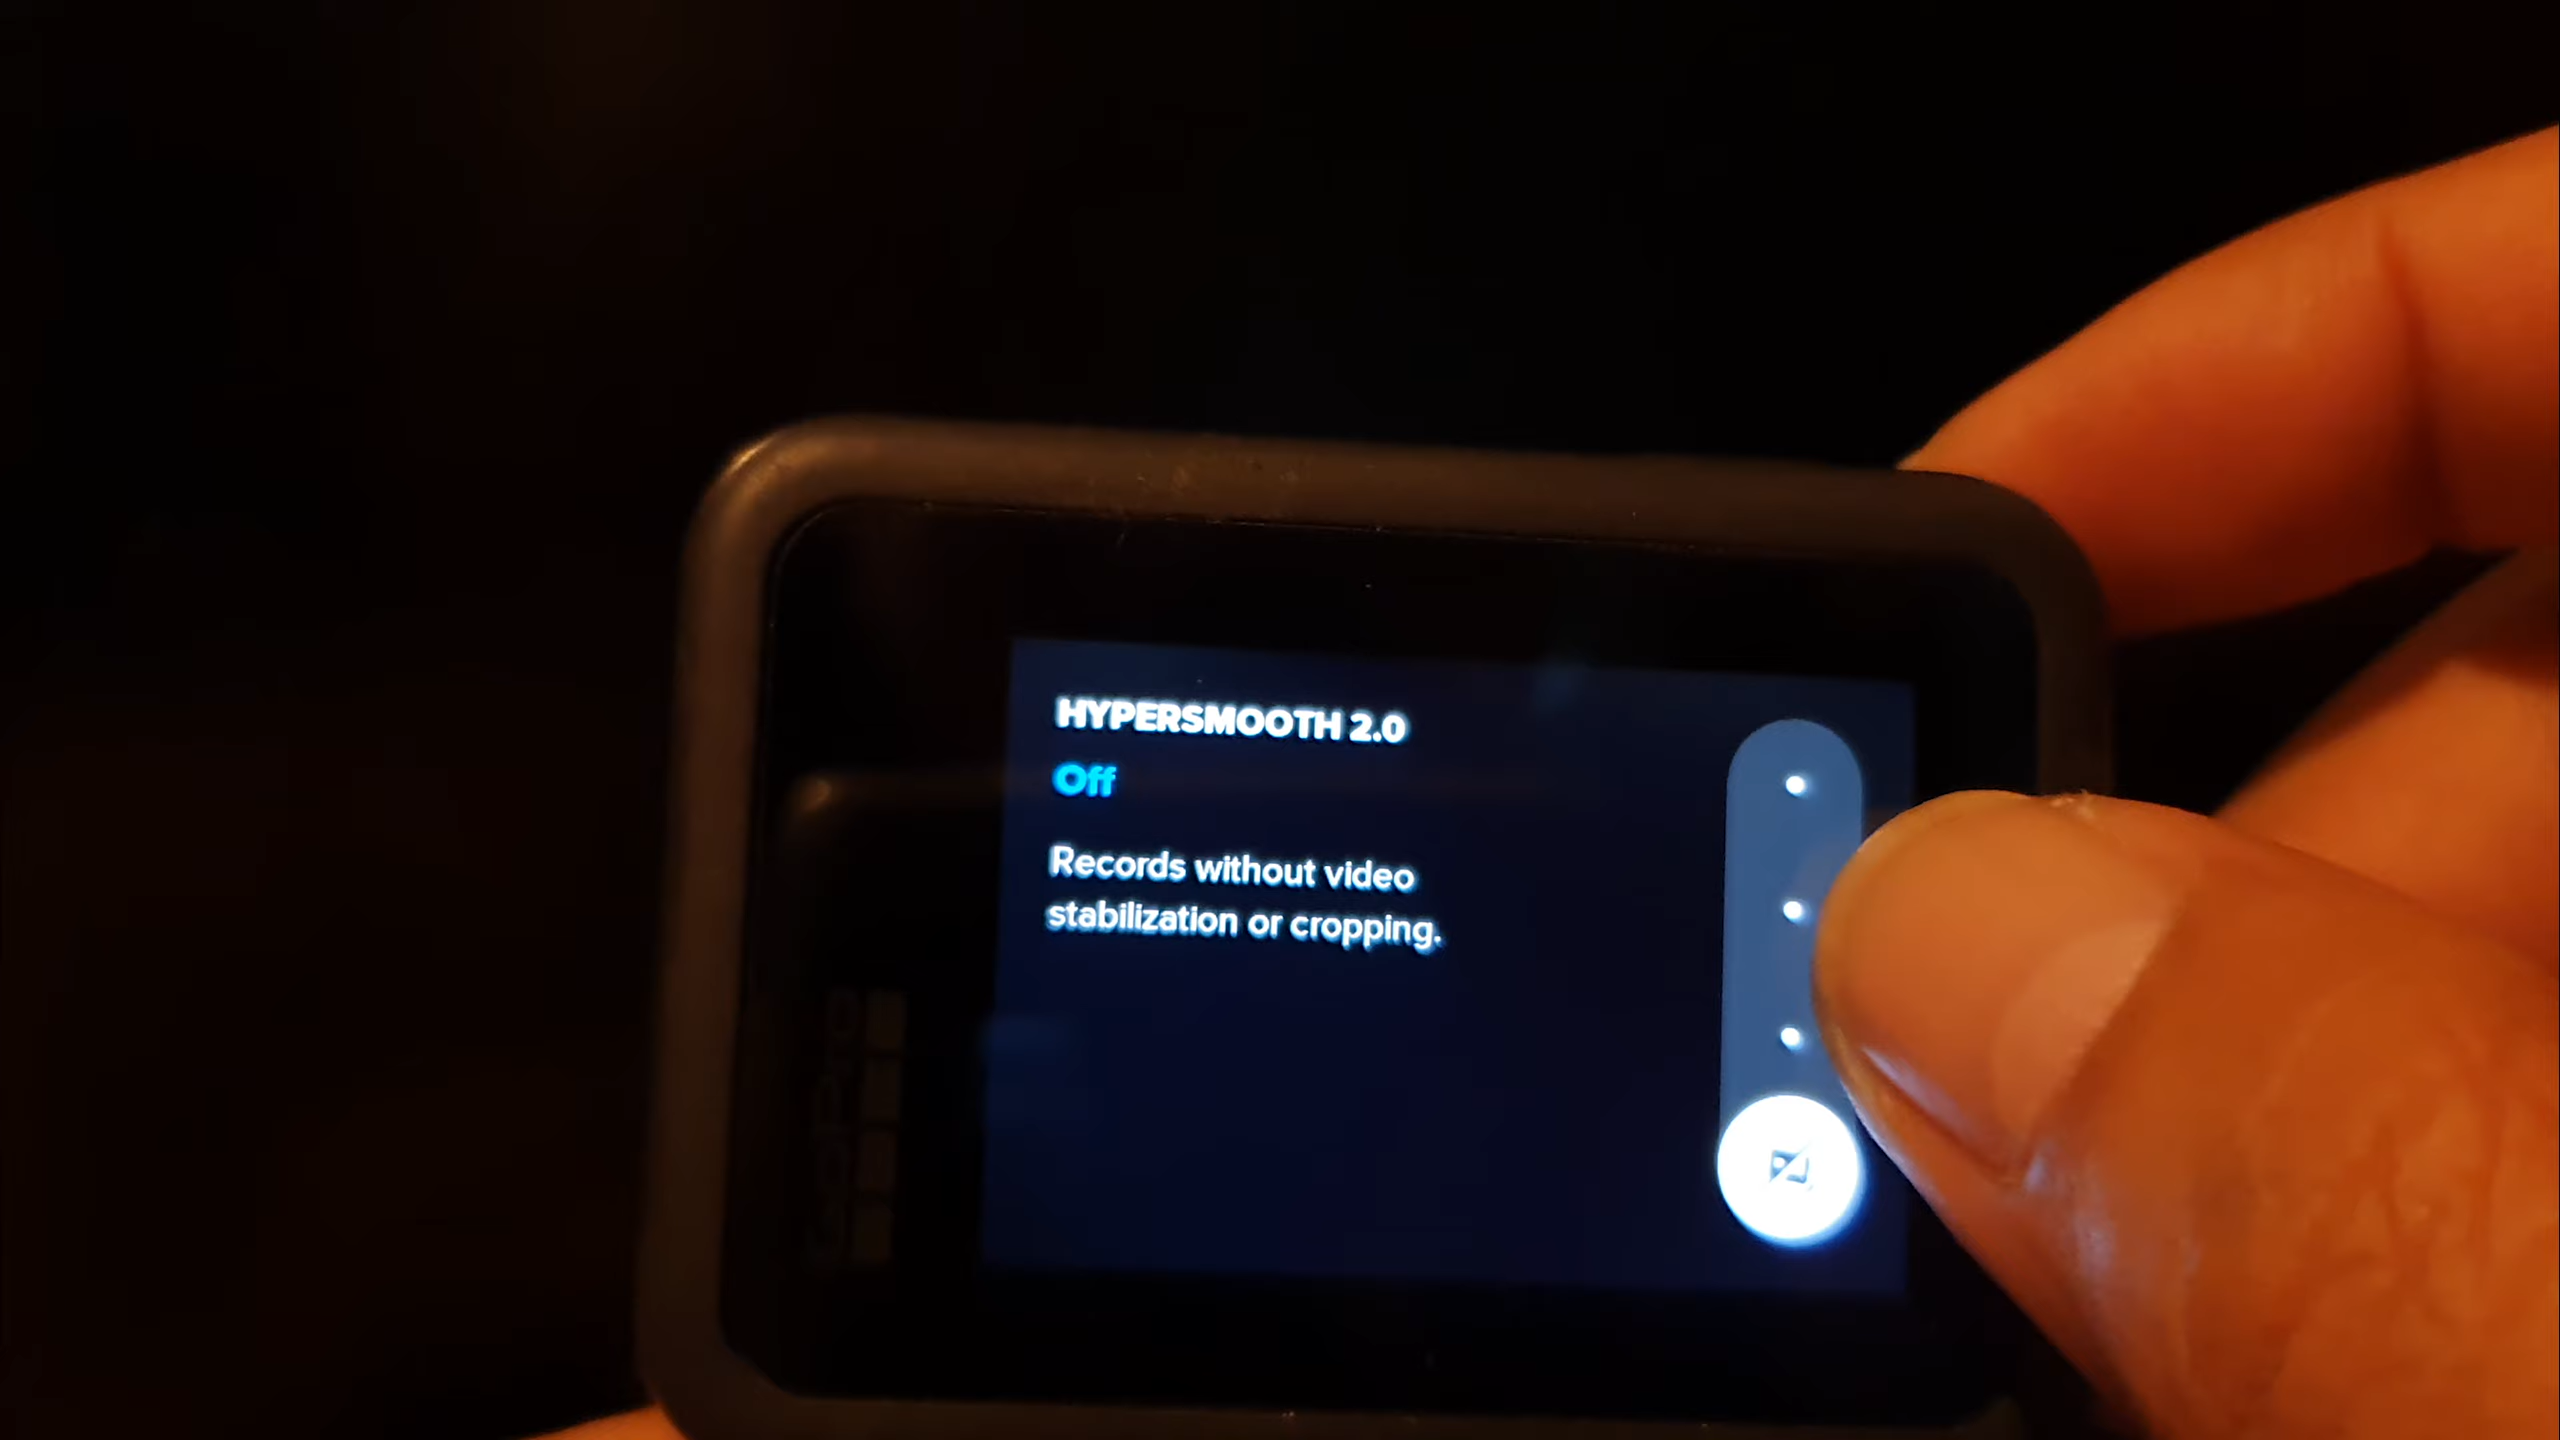 HYPERSMOOTH 2.0
Off
Records without video
stabilization or cropping.